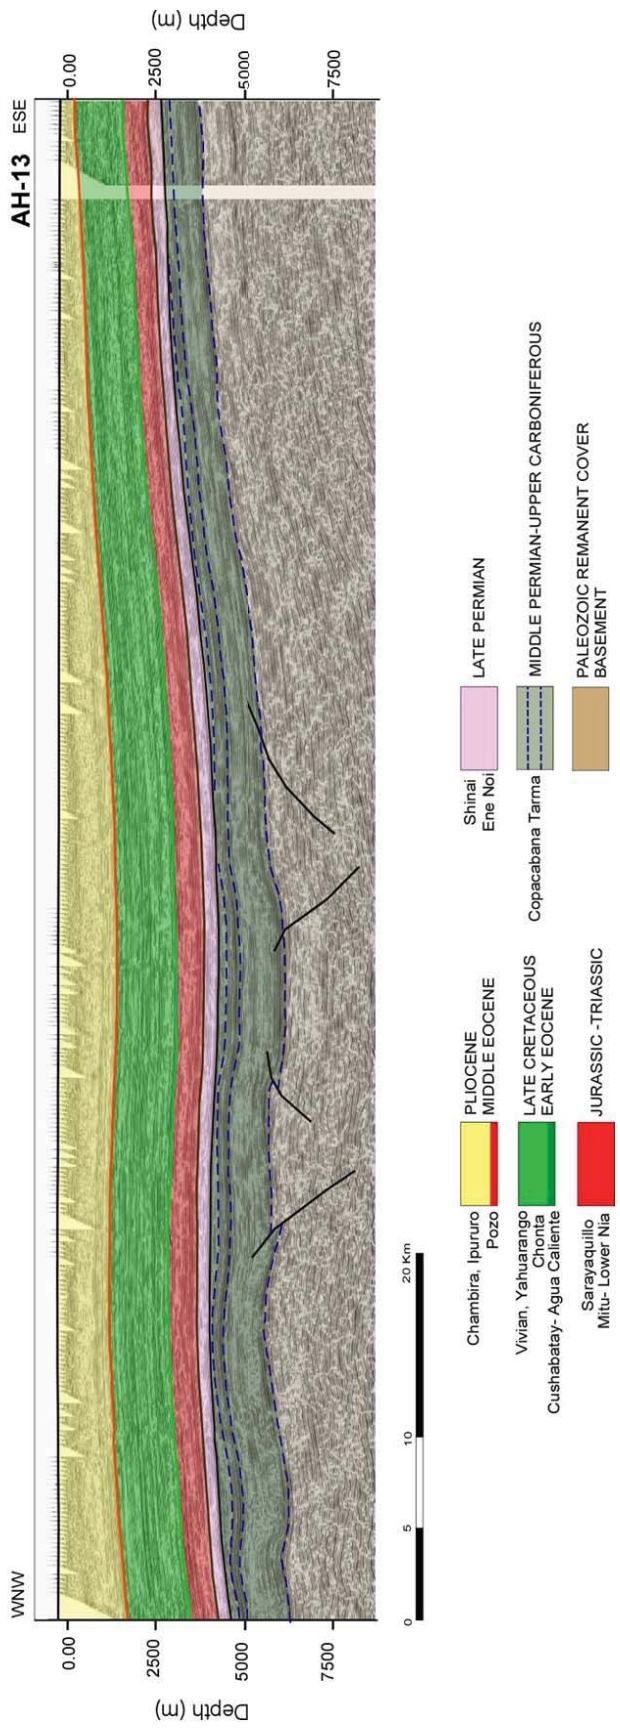 WNW
AH-13
ESE
Depth (m)
0.00
2500
5000
7500
Depth (m)
0.00
2500
5000
7500
0
5
10
20 Km
Chambira, Ipururo
Pozo
PLIOCENE
MIDDLE EOCENE
Vivian, Yahuarango
Chonta
Cushabatay- Agua Caliente
LATE CRETACEOUS
EARLY EOCENE
Sarayaquillo
Mitu- Lower Nia
JURASSIC -TRIASSIC
Shinai
Ene Noi
LATE PERMIAN
Copacabana Tarma
MIDDLE PERMIAN-UPPER CARBONIFEROUS
PALEOZOIC REMANENT COVER
BASEMENT